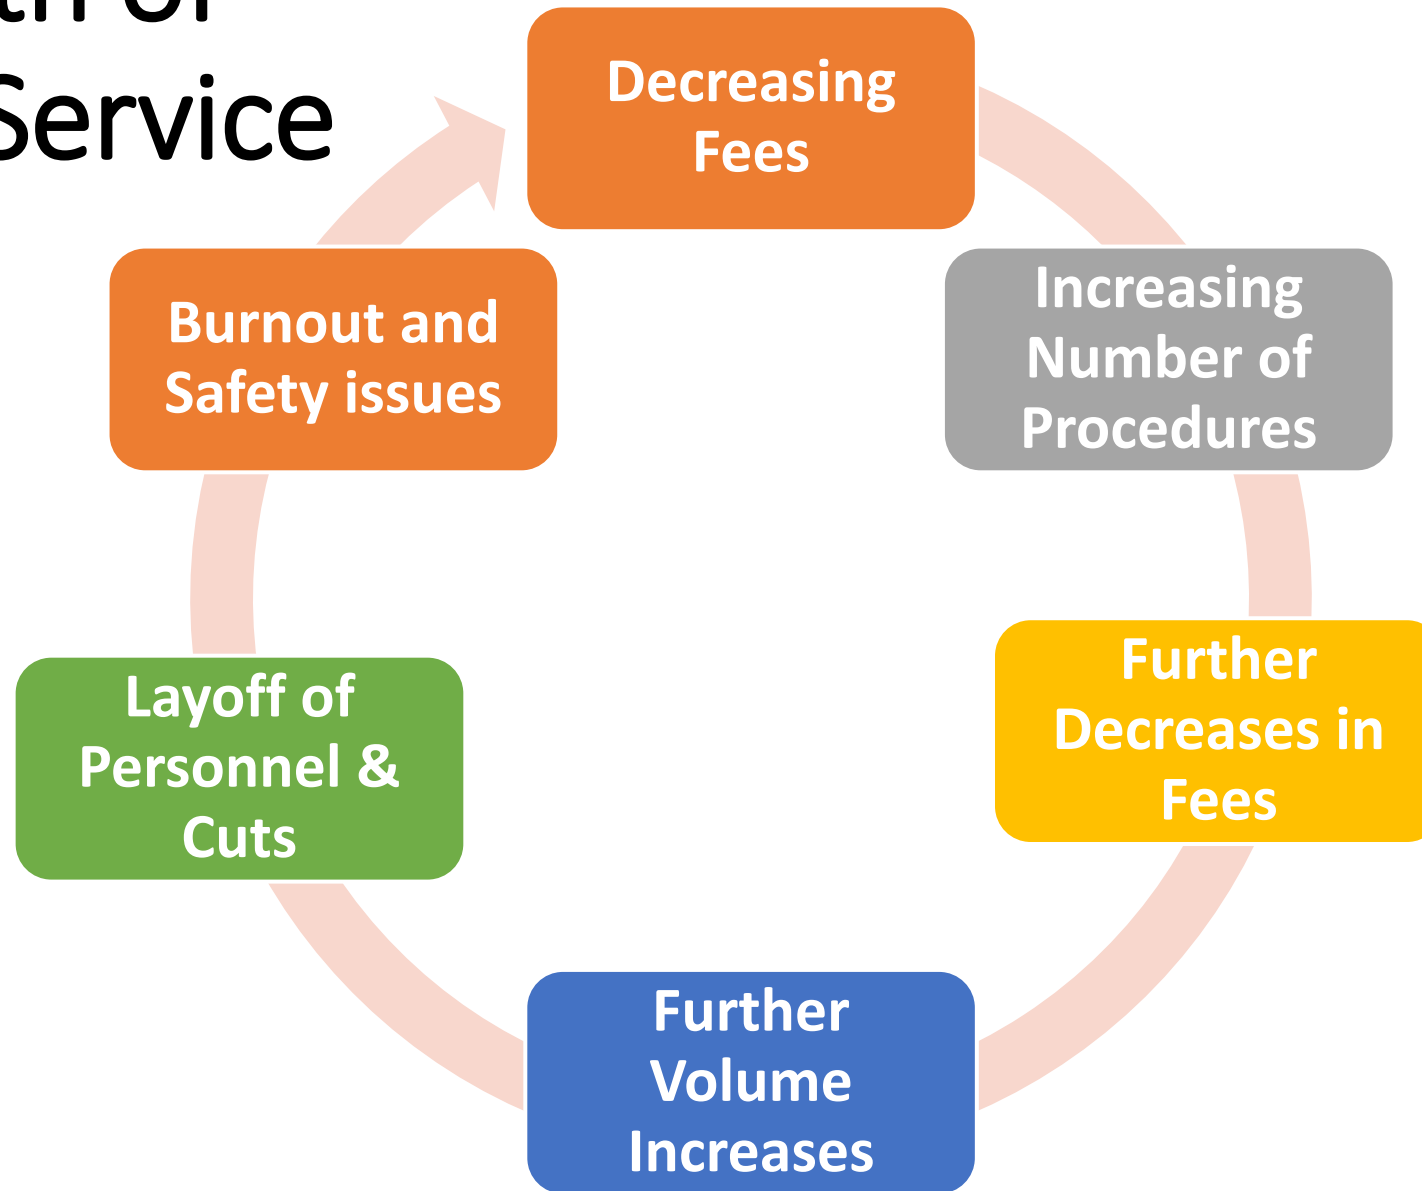 Service
Decreasing
Fees
Increasing
Number of
Procedures
Further
Decreases in
Fees
Further
Volume
Increases
Layoff of
Personnel &
Cuts
Burnout and
Safety issues